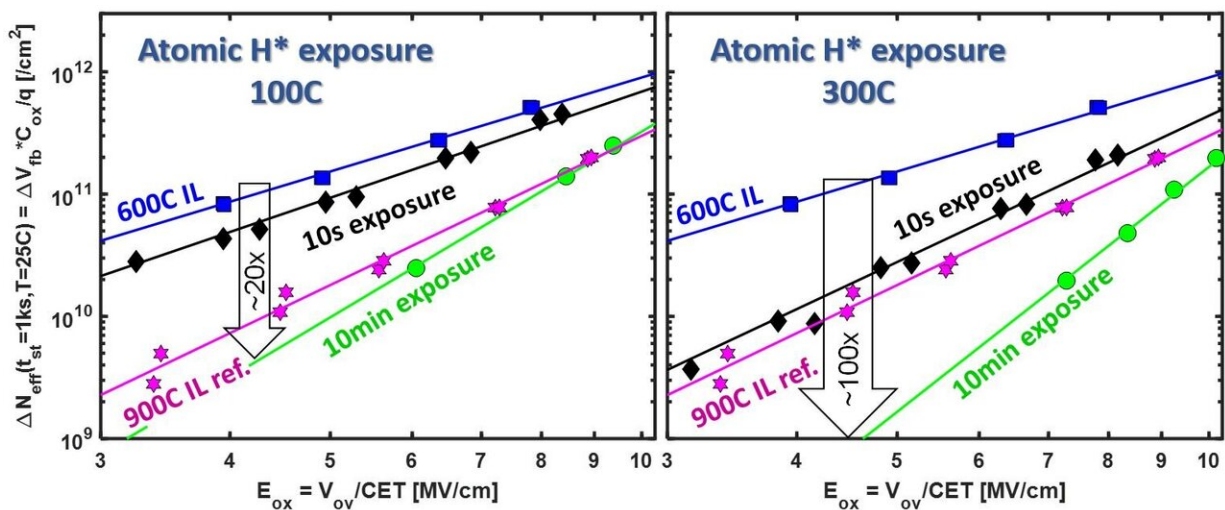 ΔN_eff(t_st=1ks,T=25C) = ΔV_fb*C_ox/q [/cm²]
10¹²
10¹¹
10¹⁰
10⁹
Atomic H* exposure
100C
600C IL
10s exposure
~20x
10min exposure
900C IL ref.
3 4 5 6 7 8 9 10
E_ox = V_ov/CET [MV/cm]
Atomic H* exposure
300C
600C IL
10s exposure
~100x
10min exposure
900C IL ref.
3 4 5 6 7 8 9 10
E_ox = V_ov/CET [MV/cm]